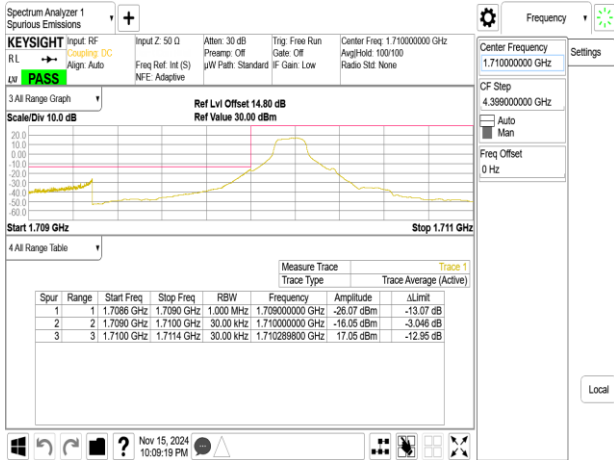 Spectrum Analyzer 1
Spurious Emissions
Frequency
KEYSIGHT
RL
PASS
Input: RF
Coupling: DC
Align: Auto
Input Z: 50 Ω
Freq Ref: Int (S)
NFE: Adaptive
Atten: 30 dB
Preamp: Off
µW Path: Standard
Trig: Free Run
Gate: Off
IF Gain: Low
Center Freq: 1.710000000 GHz
Avg|Hold: 100/100
Radio Std: None
Center Frequency
1.710000000 GHz
Settings
CF Step
4.399000000 GHz
Auto
Man
Freq Offset
0 Hz
3 All Range Graph
Scale/Div 10.0 dB
Ref Lvl Offset 14.80 dB
Ref Value 30.00 dBm
20.0
10.0
0.00
-10.0
-20.0
-30.0
-40.0
-50.0
-60.0
Start 1.709 GHz
Stop 1.711 GHz
4 All Range Table
Measure Trace Trace 1
Trace Type Trace Average (Active)
Spur Range Start Freq Stop Freq RBW Frequency Amplitude ΔLimit
1 1 1.7086 GHz 1.7090 GHz 1.000 MHz 1.709000000 GHz -26.07 dBm -13.07 dB
2 2 1.7090 GHz 1.7100 GHz 30.00 kHz 1.710000000 GHz -16.05 dBm -3.046 dB
3 3 1.7100 GHz 1.7114 GHz 30.00 kHz 1.710289800 GHz 17.05 dBm -12.95 dB
Local
?
Nov 15, 2024
10:09:19 PM